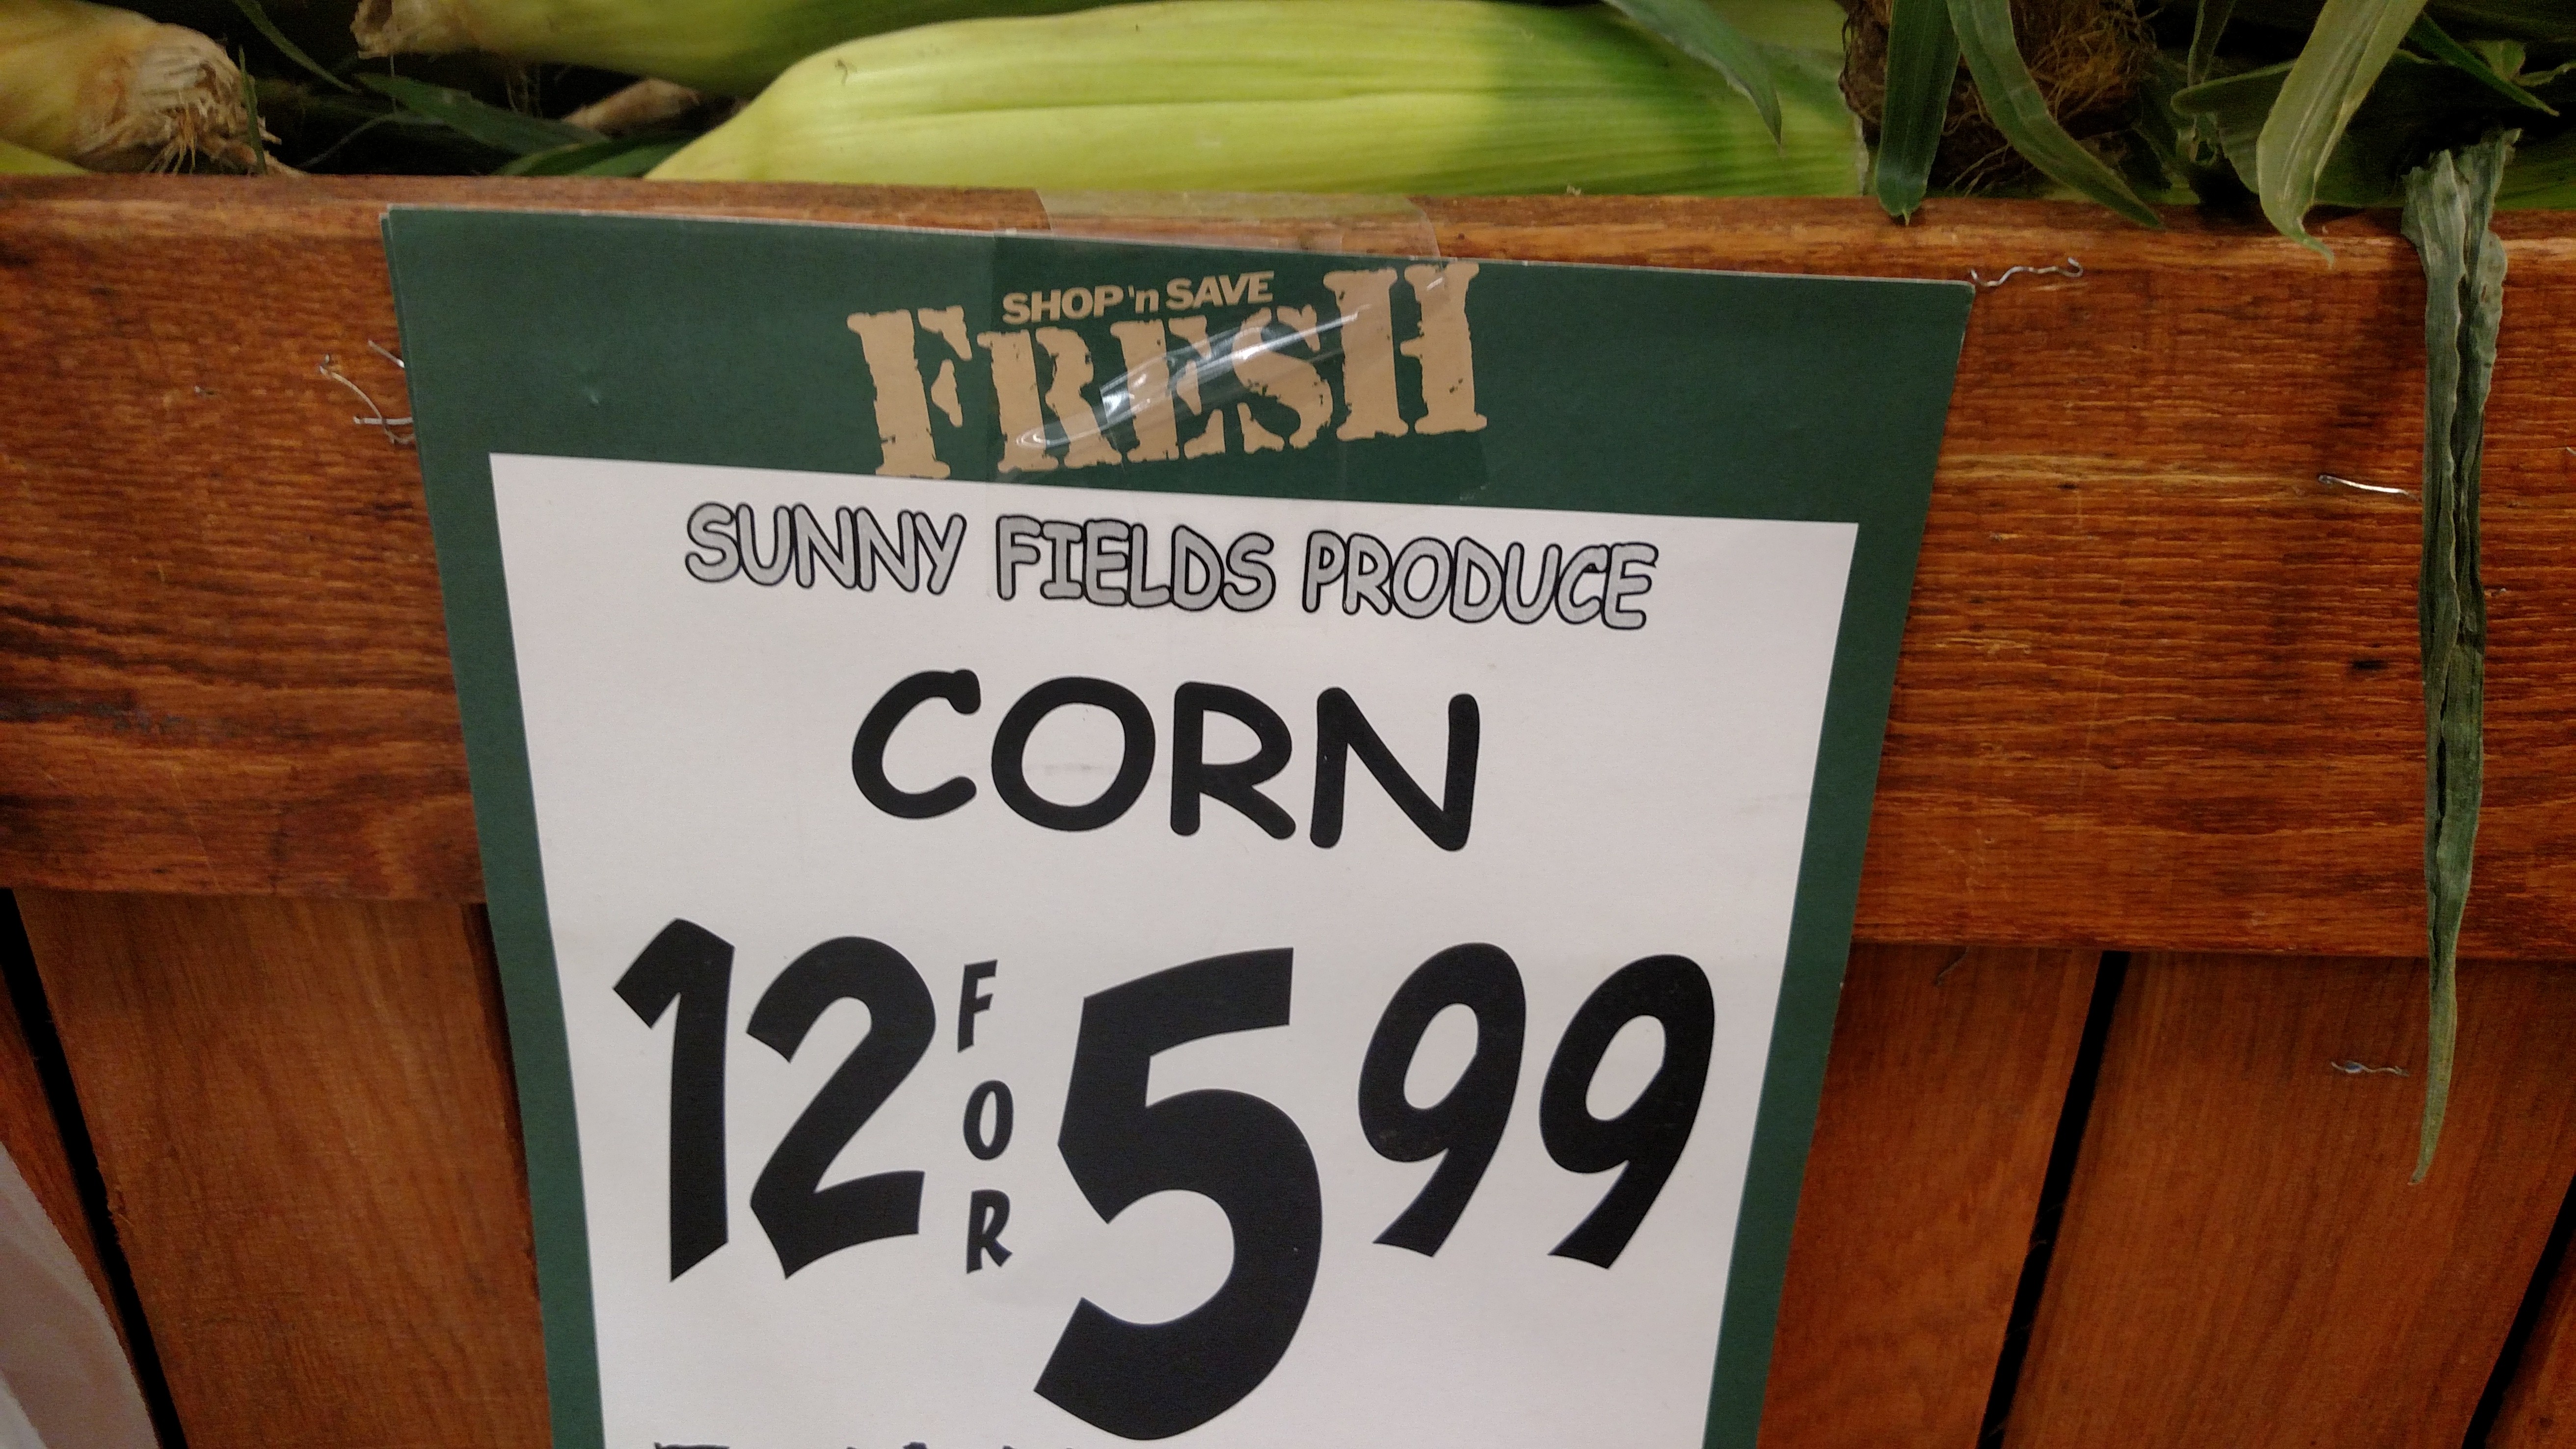 SHOP 'n SAVE
FRESH
SUNNY FIELDS PRODUCE
CORN
12 FOR 5 99